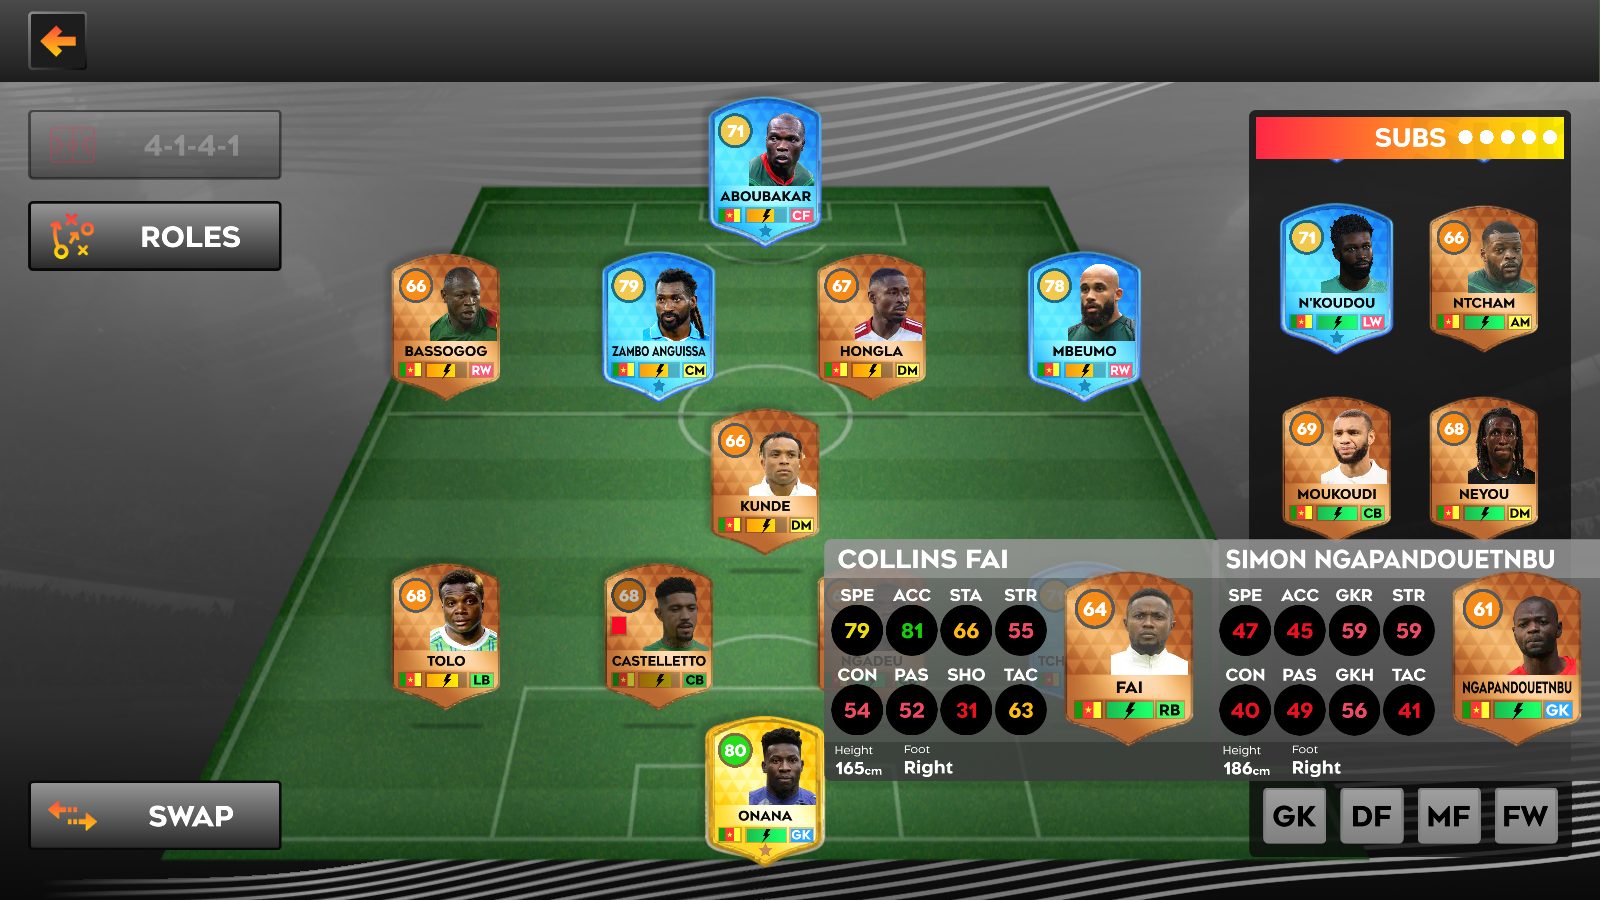 4-1-4-1
ROLES
SWAP
71
ABOUBAKAR
CF
66
BASSOGOG
RW
79
ZAMBO ANGUISSA
CM
67
HONGLA
DM
78
MBEUMO
RW
66
KUNDE
DM
68
TOLO
LB
68
CASTELLETTO
CB
NGADEU
71
TCH
80
ONANA
GK
SUBS
71
N'KOUDOU
LW
66
NTCHAM
AM
69
MOUKOUDI
CB
68
NEYOU
DM
COLLINS FAI
SPE ACC STA STR
79 81 66 55
CON PAS SHO TAC
54 52 31 63
Height Foot
165cm Right
64
FAI
RB
SIMON NGAPANDOUETNBU
SPE ACC GKR STR
47 45 59 59
CON PAS GKH TAC
40 49 56 41
Height Foot
186cm Right
61
NGAPANDOUETNBU
GK
GK DF MF FW